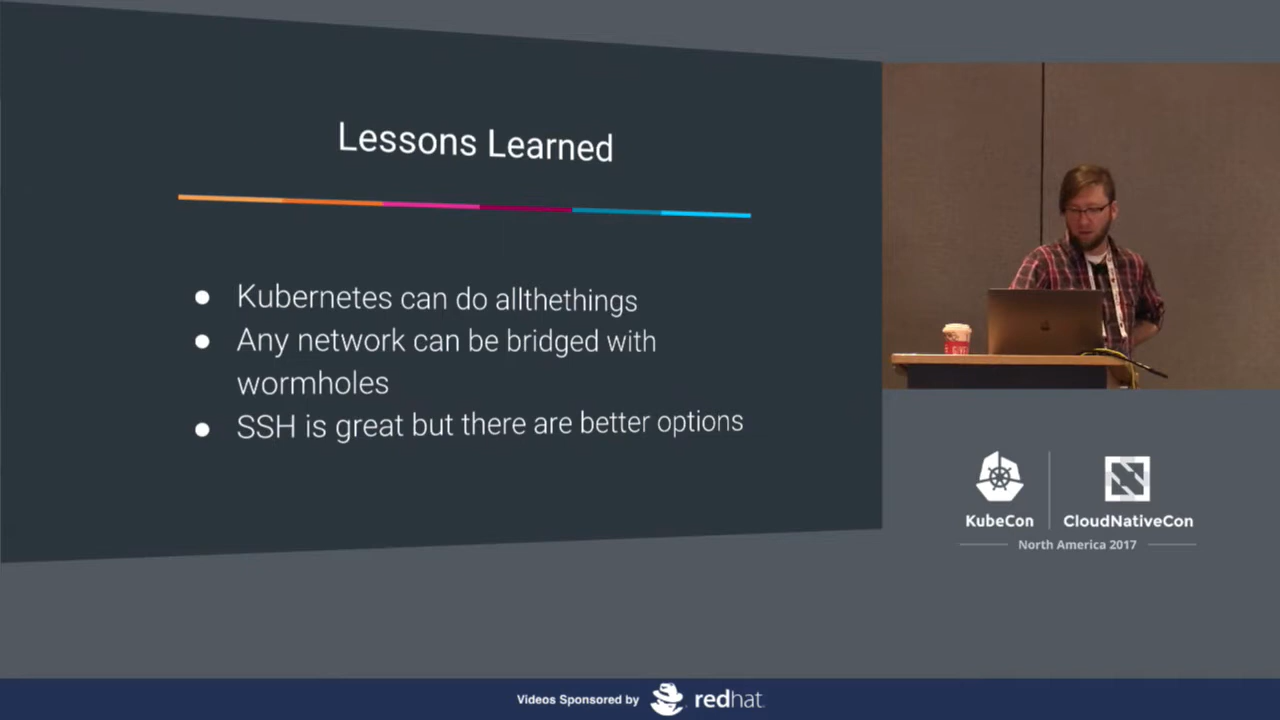 Lessons Learned
Kubernetes can do allthethings
Any network can be bridged with
wormholes
SSH is great but there are better options
KubeCon
CloudNativeCon
North America 2017
Videos Sponsored by
redhat